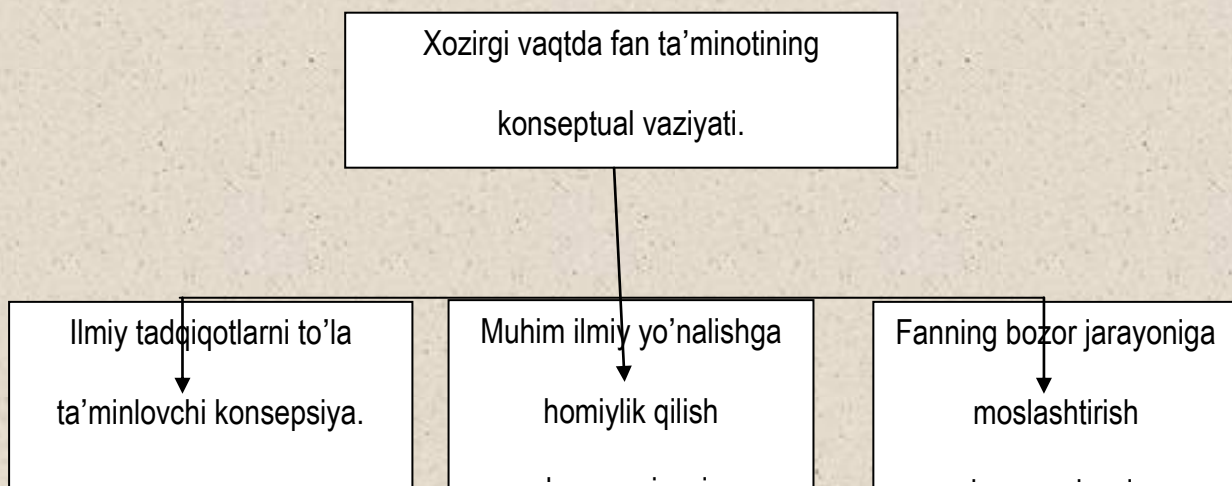 Xozirgi vaqtda fan ta’minotining
konseptual vaziyati.
Ilmiy tadqiqotlarni to’la
ta’minlovchi konsepsiya.
Muhim ilmiy yo’nalishga
homiylik qilish
Fanning bozor jarayoniga
moslashtirish